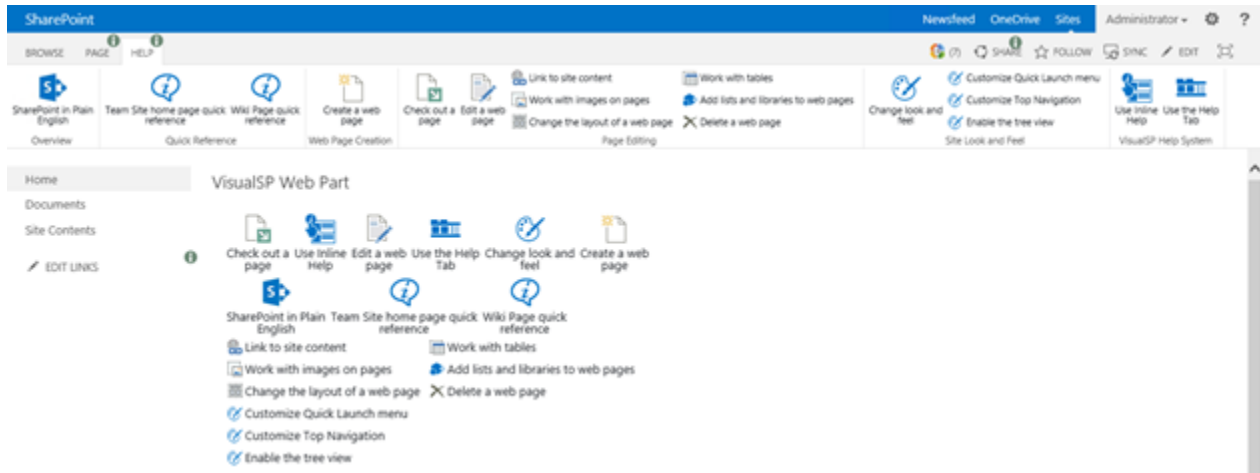 SharePoint
Newsfeed OneDrive Sites Administrator ?
BROWSE PAGE HELP
(7) SHARE FOLLOW SYNC EDIT
SharePoint in Plain English
Team Site home page quick reference
Wiki Page quick reference
Create a web page
Check out a page
Edit a web page
Link to site content
Work with images on pages
Change the layout of a web page
Work with tables
Add lists and libraries to web pages
Delete a web page
Change look and feel
Customize Quick Launch menu
Customize Top Navigation
Enable the tree view
Use Inline Help
Use the Help Tab
Overview Quick Reference Web Page Creation Page Editing Site Look and Feel VisualSP Help System
Home
Documents
Site Contents
EDIT LINKS
VisualSP Web Part
Check out a page
Use Inline Help
Edit a web page
Use the Help Tab
Change look and feel
Create a web page
SharePoint in Plain English
Team Site home page quick reference
Wiki Page quick reference
Link to site content
Work with tables
Work with images on pages
Add lists and libraries to web pages
Change the layout of a web page
Delete a web page
Customize Quick Launch menu
Customize Top Navigation
Enable the tree view